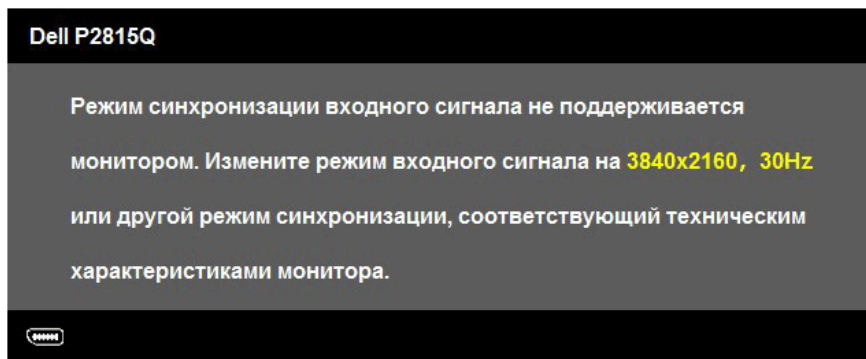 Dell P2815Q
Режим синхронизации входного сигнала не поддерживается
монитором. Измените режим входного сигнала на 3840x2160, 30Hz
или другой режим синхронизации, соответствующий техническим
характеристиками монитора.